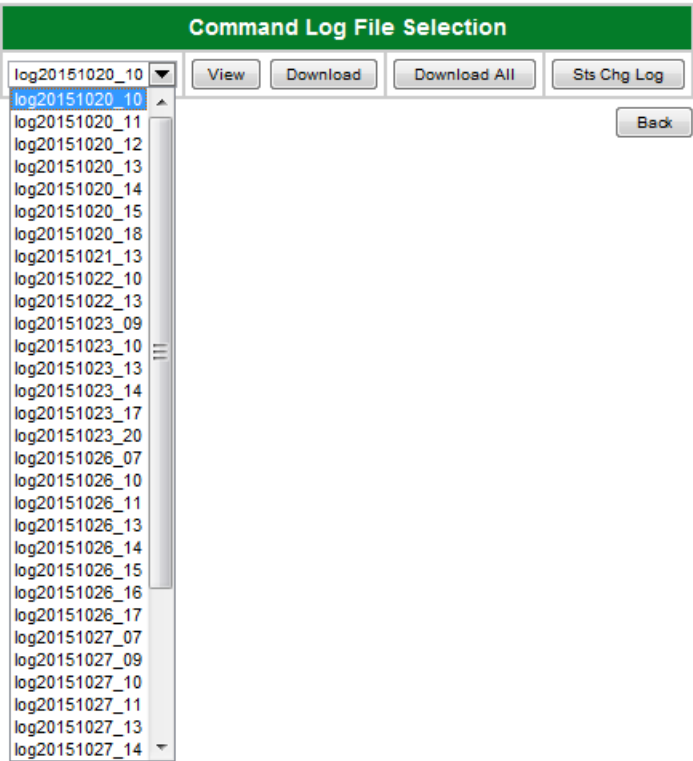 Command Log File Selection
log20151020_10 View Download Download All Sts Chg Log
Back
log20151020_10
log20151020_11
log20151020_12
log20151020_13
log20151020_14
log20151020_15
log20151020_18
log20151021_13
log20151022_10
log20151022_13
log20151023_09
log20151023_10
log20151023_13
log20151023_14
log20151023_17
log20151023_20
log20151026_07
log20151026_10
log20151026_11
log20151026_13
log20151026_14
log20151026_15
log20151026_16
log20151026_17
log20151027_07
log20151027_09
log20151027_10
log20151027_11
log20151027_13
log20151027_14